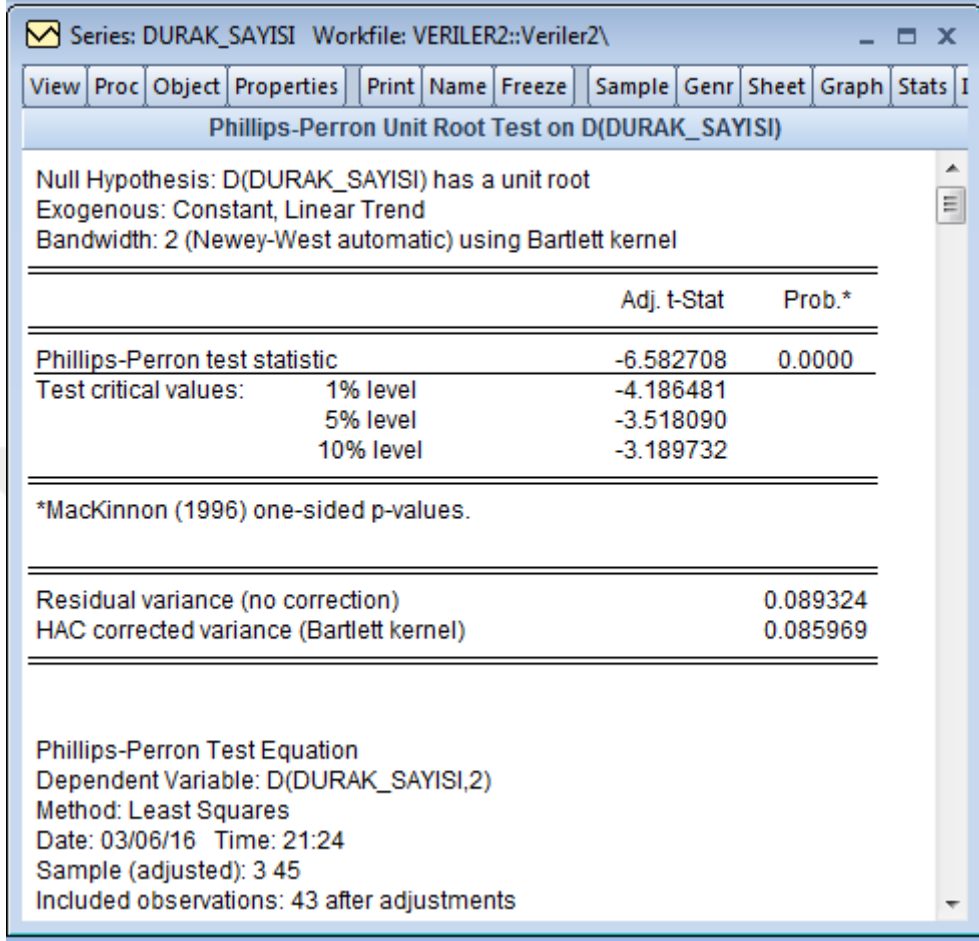 Series: DURAK_SAYISI Workfile: VERILER2::Veriler2\
View Proc Object Properties Print Name Freeze Sample Genr Sheet Graph Stats
Phillips-Perron Unit Root Test on D(DURAK_SAYISI)
Null Hypothesis: D(DURAK_SAYISI) has a unit root
Exogenous: Constant, Linear Trend
Bandwidth: 2 (Newey-West automatic) using Bartlett kernel
Adj. t-Stat Prob.*
Phillips-Perron test statistic -6.582708 0.0000
Test critical values: 1% level -4.186481
5% level -3.518090
10% level -3.189732
*MacKinnon (1996) one-sided p-values.
Residual variance (no correction) 0.089324
HAC corrected variance (Bartlett kernel) 0.085969
Phillips-Perron Test Equation
Dependent Variable: D(DURAK_SAYISI,2)
Method: Least Squares
Date: 03/06/16 Time: 21:24
Sample (adjusted): 3 45
Included observations: 43 after adjustments